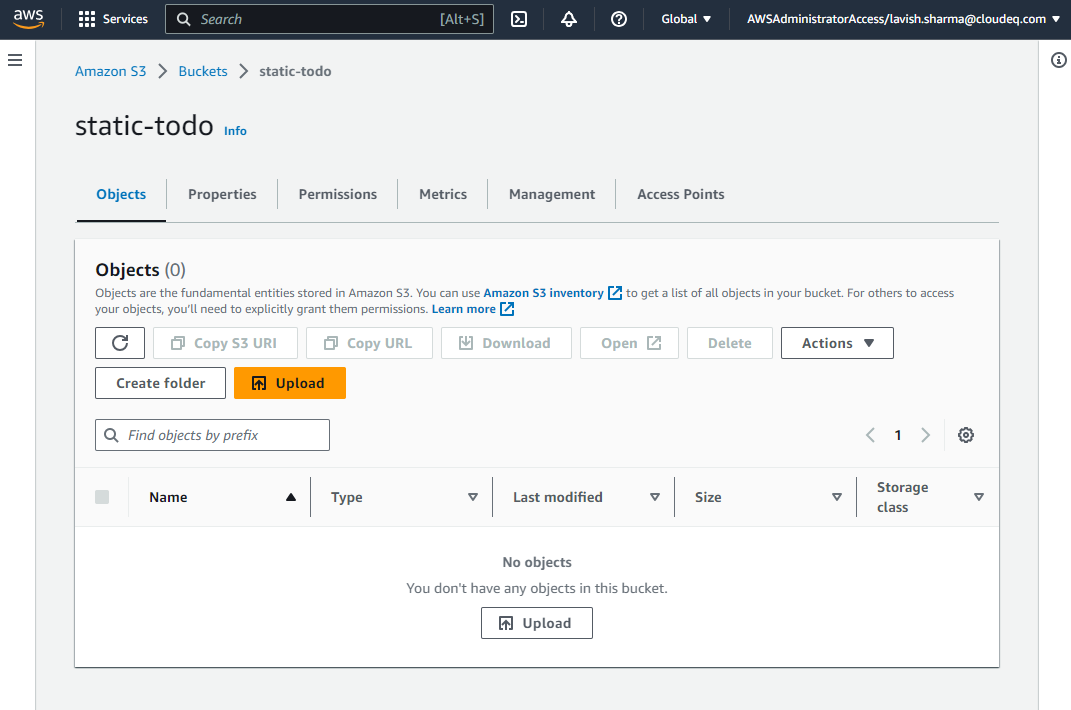 aws
Services
Search [Alt+S]
Global
AWSAdministratorAccess/lavish.sharma@cloudeq.com
Amazon S3 > Buckets > static-todo
static-todo Info
Objects Properties Permissions Metrics Management Access Points
Objects (0)
Objects are the fundamental entities stored in Amazon S3. You can use Amazon S3 inventory to get a list of all objects in your bucket. For others to access
your objects, you'll need to explicitly grant them permissions. Learn more
Copy S3 URI Copy URL Download Open Delete Actions
Create folder Upload
Find objects by prefix 1
Name Type Last modified Size Storage
class
No objects
You don't have any objects in this bucket.
Upload